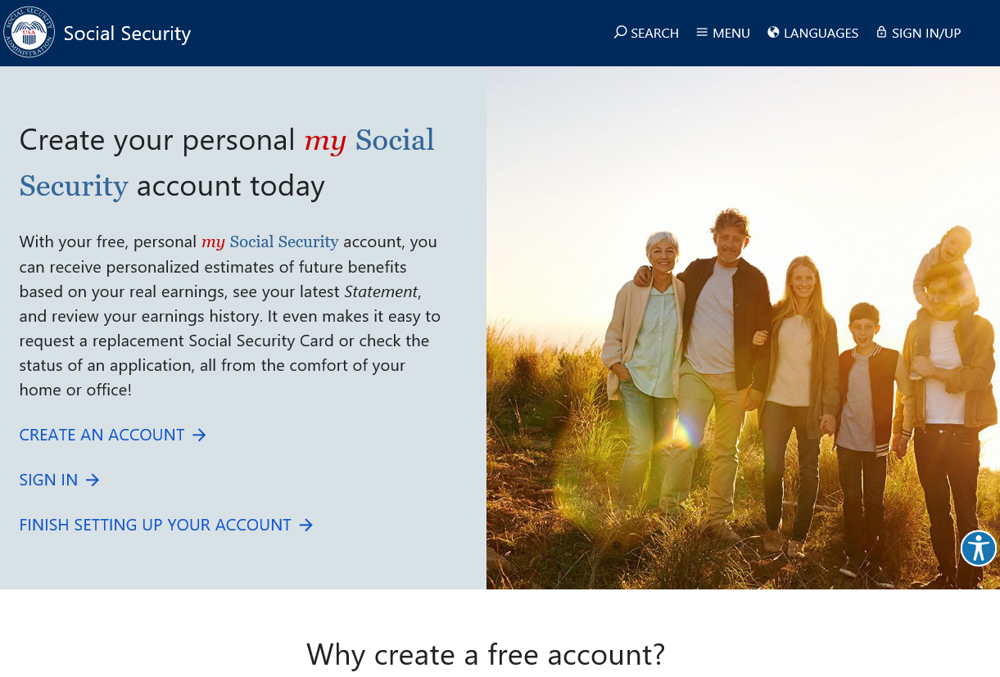 SOCIAL SECURITY ADMINISTRATION
USA
Social Security
SEARCH
MENU
LANGUAGES
SIGN IN/UP
Create your personal my Social
Security account today
With your free, personal my Social Security account, you
can receive personalized estimates of future benefits
based on your real earnings, see your latest Statement,
and review your earnings history. It even makes it easy to
request a replacement Social Security Card or check the
status of an application, all from the comfort of your
home or office!
CREATE AN ACCOUNT →
SIGN IN →
FINISH SETTING UP YOUR ACCOUNT →
Why create a free account?